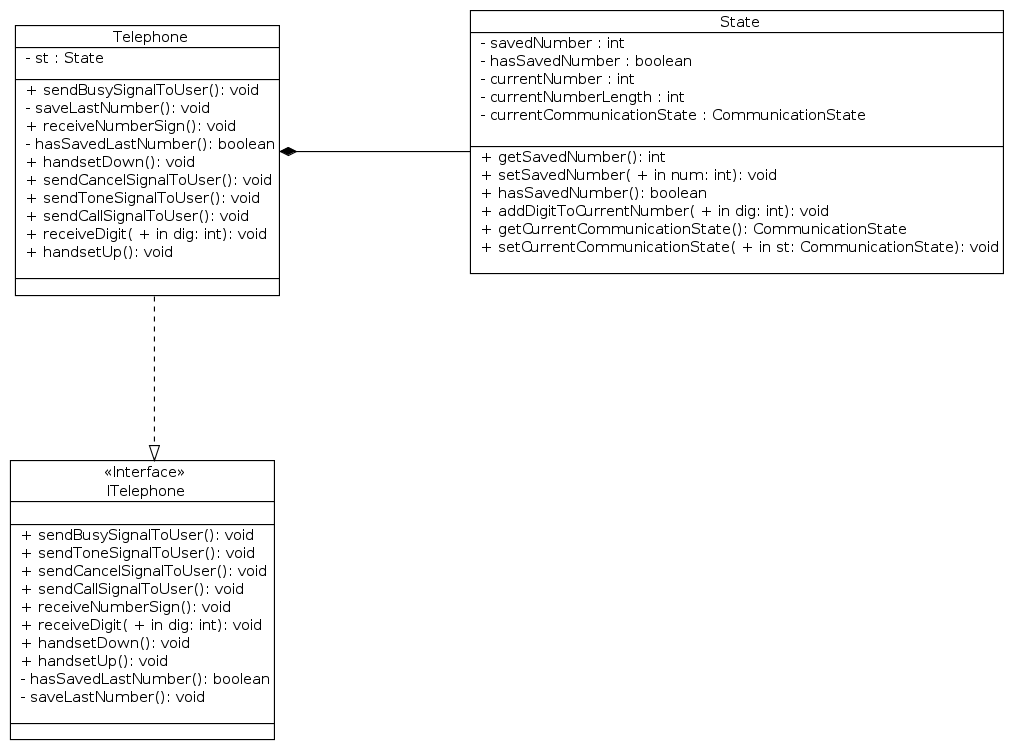 Telephone
- st : State
+ sendBusySignalToUser(): void
- saveLastNumber(): void
+ receiveNumberSign(): void
- hasSavedLastNumber(): boolean
+ handsetDown(): void
+ sendCancelSignalToUser(): void
+ sendToneSignalToUser(): void
+ sendCallSignalToUser(): void
+ receiveDigit( + in dig: int): void
+ handsetUp(): void
State
- savedNumber : int
- hasSavedNumber : boolean
- currentNumber : int
- currentNumberLength : int
- currentCommunicationState : CommunicationState
+ getSavedNumber(): int
+ setSavedNumber( + in num: int): void
+ hasSavedNumber(): boolean
+ addDigitToCurrentNumber( + in dig: int): void
+ getCurrentCommunicationState(): CommunicationState
+ setCurrentCommunicationState( + in st: CommunicationState): void
«Interface»
ITelephone
+ sendBusySignalToUser(): void
+ sendToneSignalToUser(): void
+ sendCancelSignalToUser(): void
+ sendCallSignalToUser(): void
+ receiveNumberSign(): void
+ receiveDigit( + in dig: int): void
+ handsetDown(): void
+ handsetUp(): void
- hasSavedLastNumber(): boolean
- saveLastNumber(): void